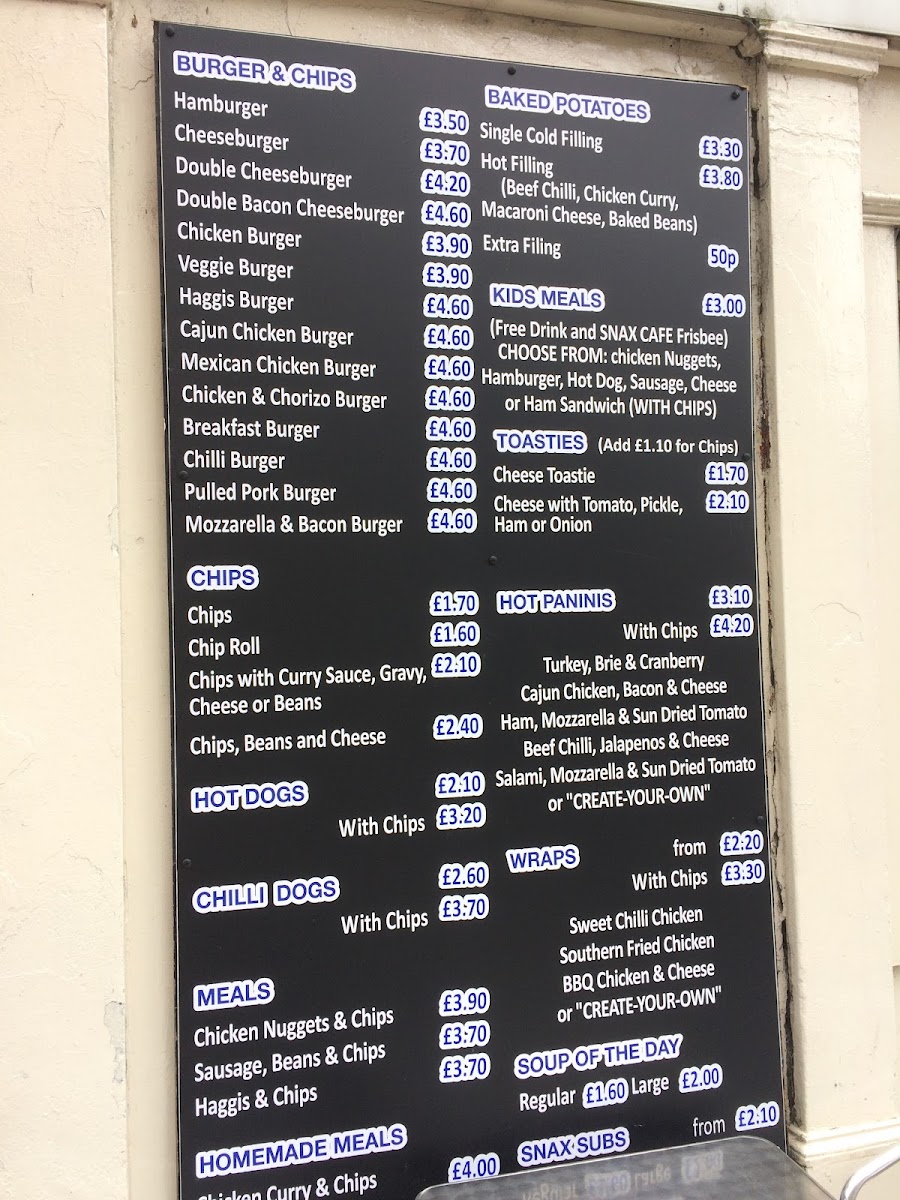 BURGER & CHIPS
Hamburger £3.50
Cheeseburger £3.70
Double Cheeseburger £4.20
Double Bacon Cheeseburger £4.60
Chicken Burger £3.90
Veggie Burger £3.90
Haggis Burger £4.60
Cajun Chicken Burger £4.60
Mexican Chicken Burger £4.60
Chicken & Chorizo Burger £4.60
Breakfast Burger £4.60
Chilli Burger £4.60
Pulled Pork Burger £4.60
Mozzarella & Bacon Burger £4.60
CHIPS
Chips £1.70
Chip Roll £1.60
Chips with Curry Sauce, Gravy, £2.10
Cheese or Beans
Chips, Beans and Cheese £2.40
HOT DOGS £2.10
With Chips £3.20
CHILLI DOGS £2.60
With Chips £3.70
MEALS
Chicken Nuggets & Chips £3.90
Sausage, Beans & Chips £3.70
Haggis & Chips £3.70
HOMEMADE MEALS
Chicken Curry & Chips £4.00
BAKED POTATOES
Single Cold Filling £3.30
Hot Filling £3.80
(Beef Chilli, Chicken Curry,
Macaroni Cheese, Baked Beans)
Extra Filing 50p
KIDS MEALS £3.00
(Free Drink and SNAX CAFE Frisbee)
CHOOSE FROM: chicken Nuggets,
Hamburger, Hot Dog, Sausage, Cheese
or Ham Sandwich (WITH CHIPS)
TOASTIES (Add £1.10 for Chips)
Cheese Toastie £1.70
Cheese with Tomato, Pickle, £2.10
Ham or Onion
HOT PANINIS £3.10
With Chips £4.20
Turkey, Brie & Cranberry
Cajun Chicken, Bacon & Cheese
Ham, Mozzarella & Sun Dried Tomato
Beef Chilli, Jalapenos & Cheese
Salami, Mozzarella & Sun Dried Tomato
or "CREATE-YOUR-OWN"
WRAPS from £2.20
With Chips £3.30
Sweet Chilli Chicken
Southern Fried Chicken
BBQ Chicken & Cheese
or "CREATE-YOUR-OWN"
SOUP OF THE DAY
Regular £1.60 Large £2.00
SNAX SUBS from £2.10